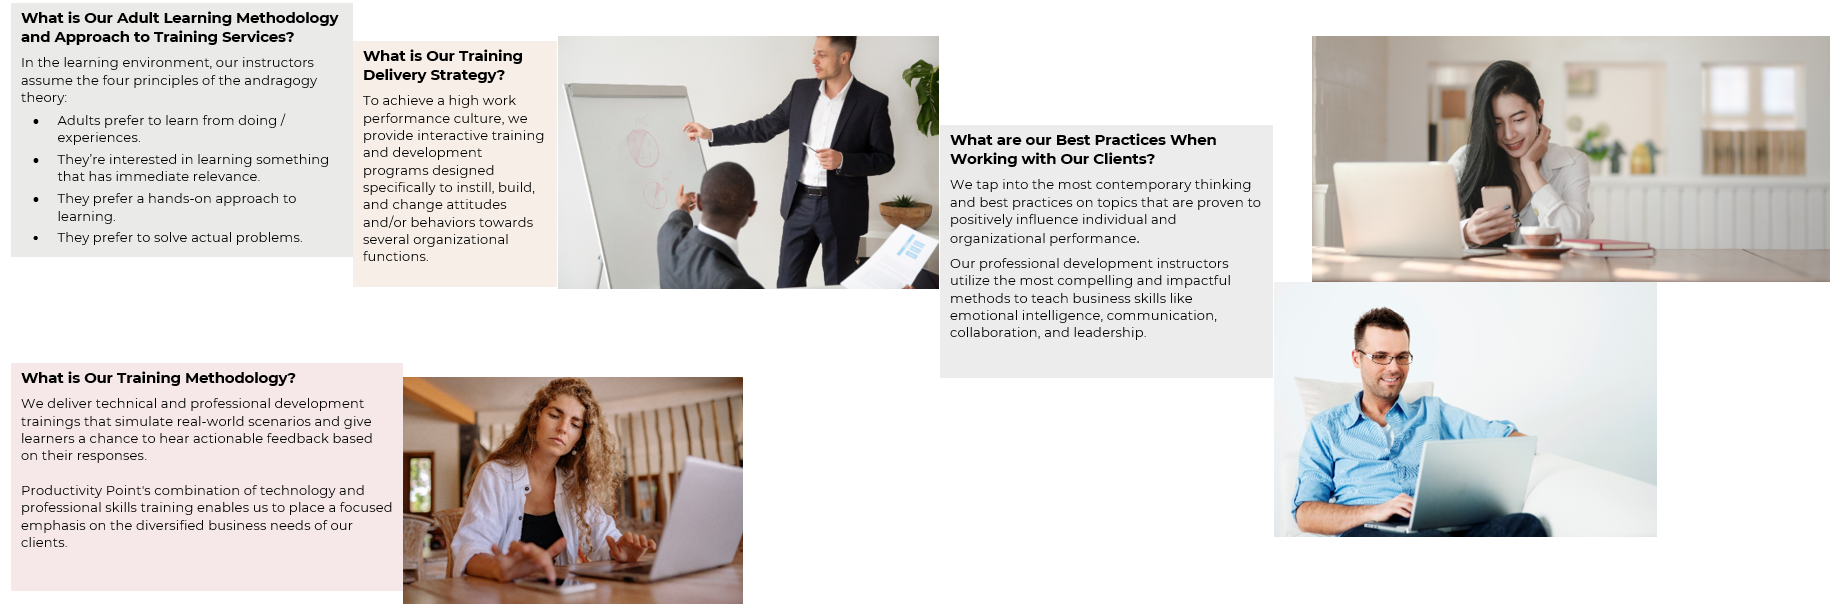 What is Our Adult Learning Methodology
and Approach to Training Services?
In the learning environment, our instructors
assume the four principles of the andragogy
theory:
• Adults prefer to learn from doing /
experiences.
• They're interested in learning something
that has immediate relevance.
• They prefer a hands-on approach to
learning.
• They prefer to solve actual problems.
What is Our Training
Delivery Strategy?
To achieve a high work
performance culture, we
provide interactive training
and development
programs designed
specifically to instill, build,
and change attitudes
and/or behaviors towards
several organizational
functions.
What are our Best Practices When
Working with Our Clients?
We tap into the most contemporary thinking
and best practices on topics that are proven to
positively influence individual and
organizational performance.
Our professional development instructors
utilize the most compelling and impactful
methods to teach business skills like
emotional intelligence, communication,
collaboration, and leadership.
What is Our Training Methodology?
We deliver technical and professional development
trainings that simulate real-world scenarios and give
learners a chance to hear actionable feedback based
on their responses.
Productivity Point's combination of technology and
professional skills training enables us to place a focused
emphasis on the diversified business needs of our
clients.